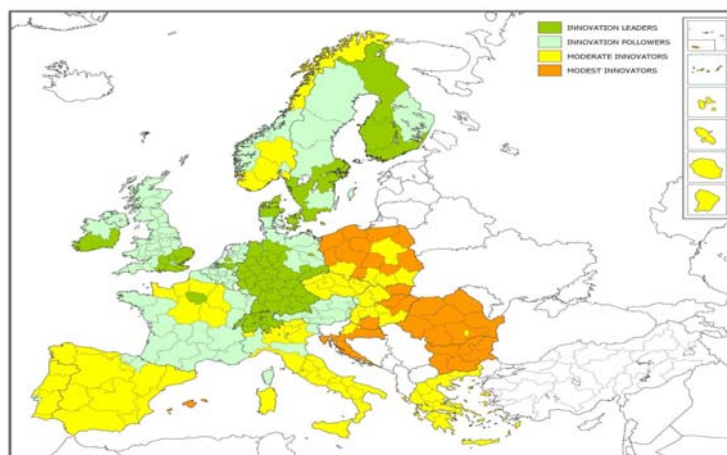 INNOVATION LEADERS
INNOVATION FOLLOWERS
MODERATE INNOVATORS
MODEST INNOVATORS